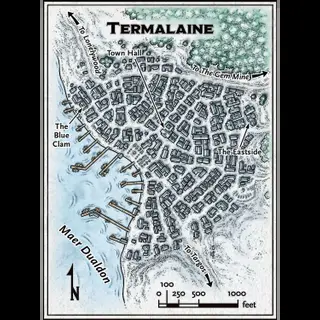 TERMALAINE
To Lonelywood
Town Hall
To The Gem Mine
The
Blue
Clam
The Eastside
Maer Dualdon
To Targos
N
100
0 250 500 1000
feet